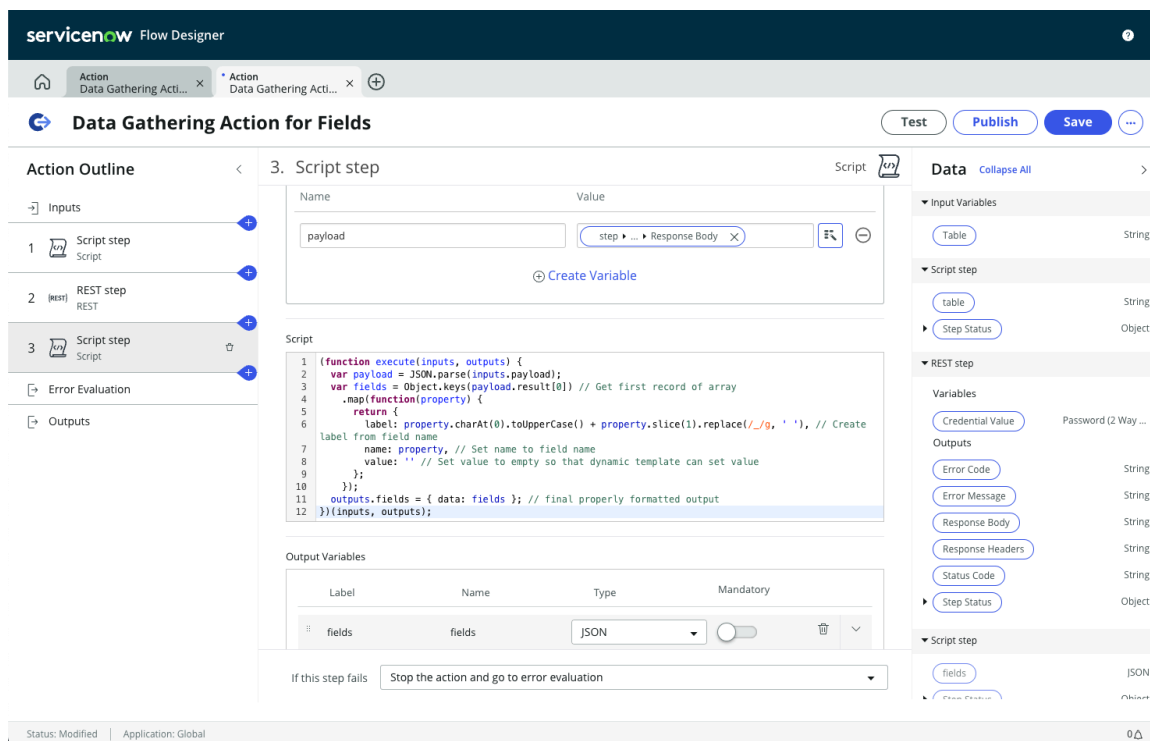 servicenow Flow Designer
Action
Data Gathering Acti...
Action
Data Gathering Acti...
Data Gathering Action for Fields
Test
Publish
Save
Action Outline
Inputs
1
Script step
Script
2
{REST}
REST step
REST
3
Script step
Script
Error Evaluation
Outputs
3. Script step
Script
Name
Value
payload
step ▸ ... ▸ Response Body
Create Variable
Script
1 (function execute(inputs, outputs) {
2 var payload = JSON.parse(inputs.payload);
3 var fields = Object.keys(payload.result[0]) // Get first record of array
4 .map(function(property) {
5 return {
6 label: property.charAt(0).toUpperCase() + property.slice(1).replace(/_/g, ' '), // Create
label from field name
7 name: property, // Set name to field name
8 value: '' // Set value to empty so that dynamic template can set value
9 };
10 });
11 outputs.fields = { data: fields }; // final properly formatted output
12 })(inputs, outputs);
Output Variables
Label
Name
Type
Mandatory
fields
fields
JSON
If this step fails
Stop the action and go to error evaluation
Data
Collapse All
Input Variables
Table
String
Script step
table
String
Step Status
Object
REST step
Variables
Credential Value
Password (2 Way ...
Outputs
Error Code
String
Error Message
String
Response Body
String
Response Headers
String
Status Code
String
Step Status
Object
Script step
fields
JSON
Step Status
Object
Status: Modified
Application: Global
0